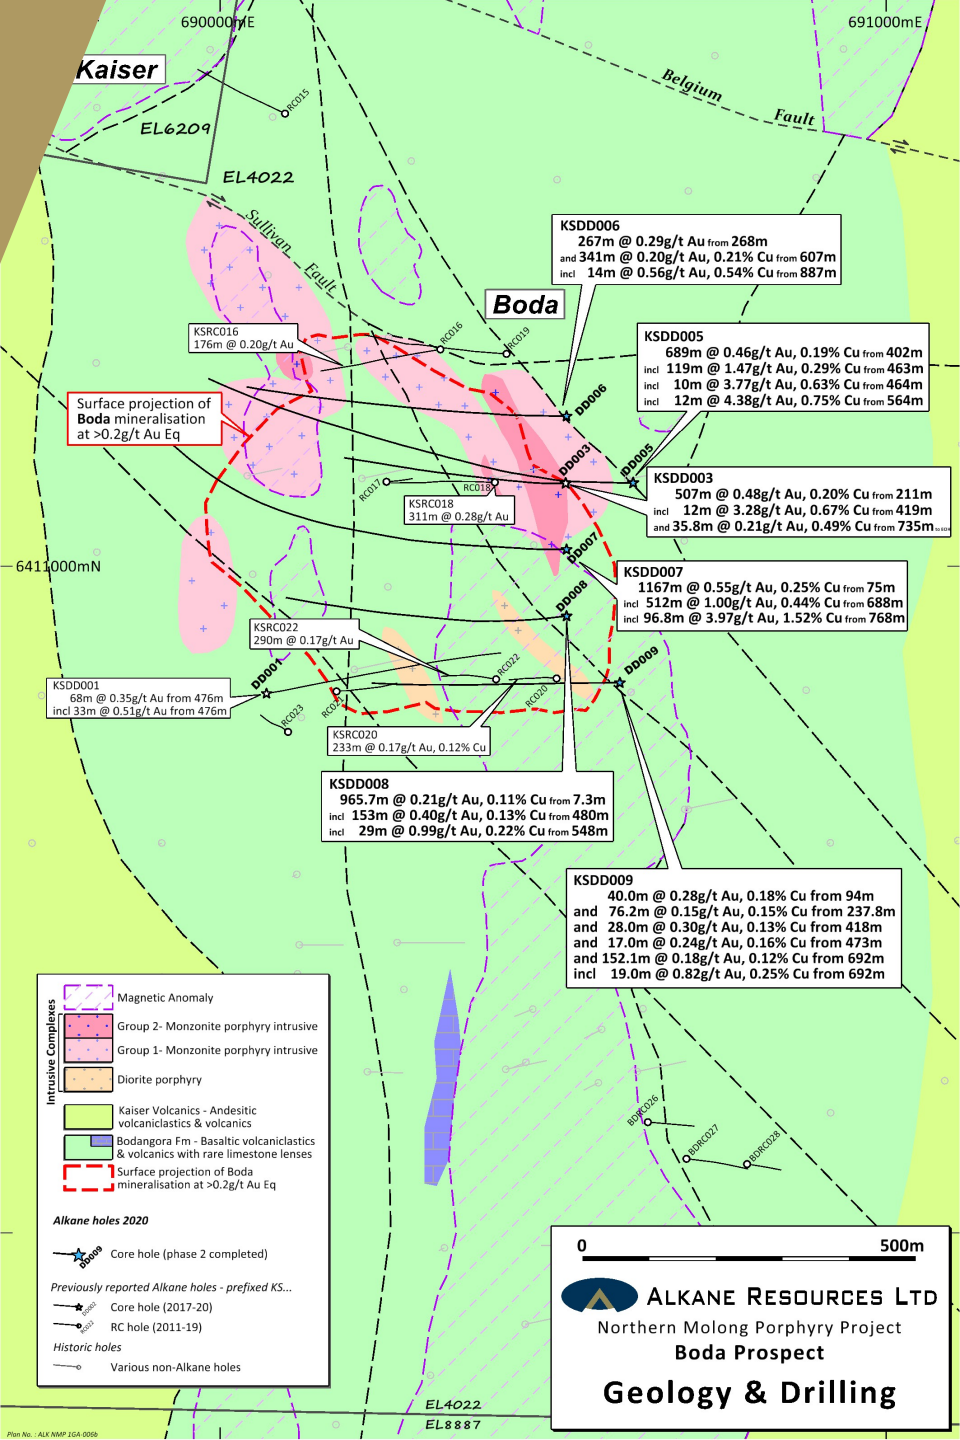 690000mE
691000mE
Kaiser
RC015
EL6209
EL4022
Belgium
Fault
Sullivan
Fault
KSDD006
267m @ 0.29g/t Au from 268m
and 341m @ 0.20g/t Au, 0.21% Cu from 607m
incl 14m @ 0.56g/t Au, 0.54% Cu from 887m
Boda
KSRC016
176m @ 0.20g/t Au
RC016
RC019
KSDD005
689m @ 0.46g/t Au, 0.19% Cu from 402m
incl 119m @ 1.47g/t Au, 0.29% Cu from 463m
incl 10m @ 3.77g/t Au, 0.63% Cu from 464m
incl 12m @ 4.38g/t Au, 0.75% Cu from 564m
Surface projection of
Boda mineralisation
at >0.2g/t Au Eq
DD006
DD003
DD005
RC017
RC018
KSRC018
311m @ 0.28g/t Au
KSDD003
507m @ 0.48g/t Au, 0.20% Cu from 211m
incl 12m @ 3.28g/t Au, 0.67% Cu from 419m
and 35.8m @ 0.21g/t Au, 0.49% Cu from 735m
DD007
6411000mN
KSDD007
1167m @ 0.55g/t Au, 0.25% Cu from 75m
incl 512m @ 1.00g/t Au, 0.44% Cu from 688m
incl 96.8m @ 3.97g/t Au, 1.52% Cu from 768m
DD008
KSRC022
290m @ 0.17g/t Au
DD001
RC022
DD009
KSDD001
68m @ 0.35g/t Au from 476m
incl 33m @ 0.51g/t Au from 476m
RC021
RC020
RC023
KSRC020
233m @ 0.17g/t Au, 0.12% Cu
KSDD008
965.7m @ 0.21g/t Au, 0.11% Cu from 7.3m
incl 153m @ 0.40g/t Au, 0.13% Cu from 480m
incl 29m @ 0.99g/t Au, 0.22% Cu from 548m
KSDD009
40.0m @ 0.28g/t Au, 0.18% Cu from 94m
and 76.2m @ 0.15g/t Au, 0.15% Cu from 237.8m
and 28.0m @ 0.30g/t Au, 0.13% Cu from 418m
and 17.0m @ 0.24g/t Au, 0.16% Cu from 473m
and 152.1m @ 0.18g/t Au, 0.12% Cu from 692m
incl 19.0m @ 0.82g/t Au, 0.25% Cu from 692m
Magnetic Anomaly
Intrusive Complexes
Group 2- Monzonite porphyry intrusive
Group 1- Monzonite porphyry intrusive
Diorite porphyry
Kaiser Volcanics - Andesitic
volcaniclastics & volcanics
Bodangora Fm - Basaltic volcaniclastics
& volcanics with rare limestone lenses
Surface projection of Boda
mineralisation at >0.2g/t Au Eq
Alkane holes 2020
DD009
Core hole (phase 2 completed)
Previously reported Alkane holes - prefixed KS...
DD002
Core hole (2017-20)
RC022
RC hole (2011-19)
Historic holes
Various non-Alkane holes
BDRC026
BDRC027
BDRC028
0
500m
ALKANE RESOURCES LTD
Northern Molong Porphyry Project
Boda Prospect
Geology & Drilling
EL4022
EL8887
Plan No. : ALK NMP 1GA-006b